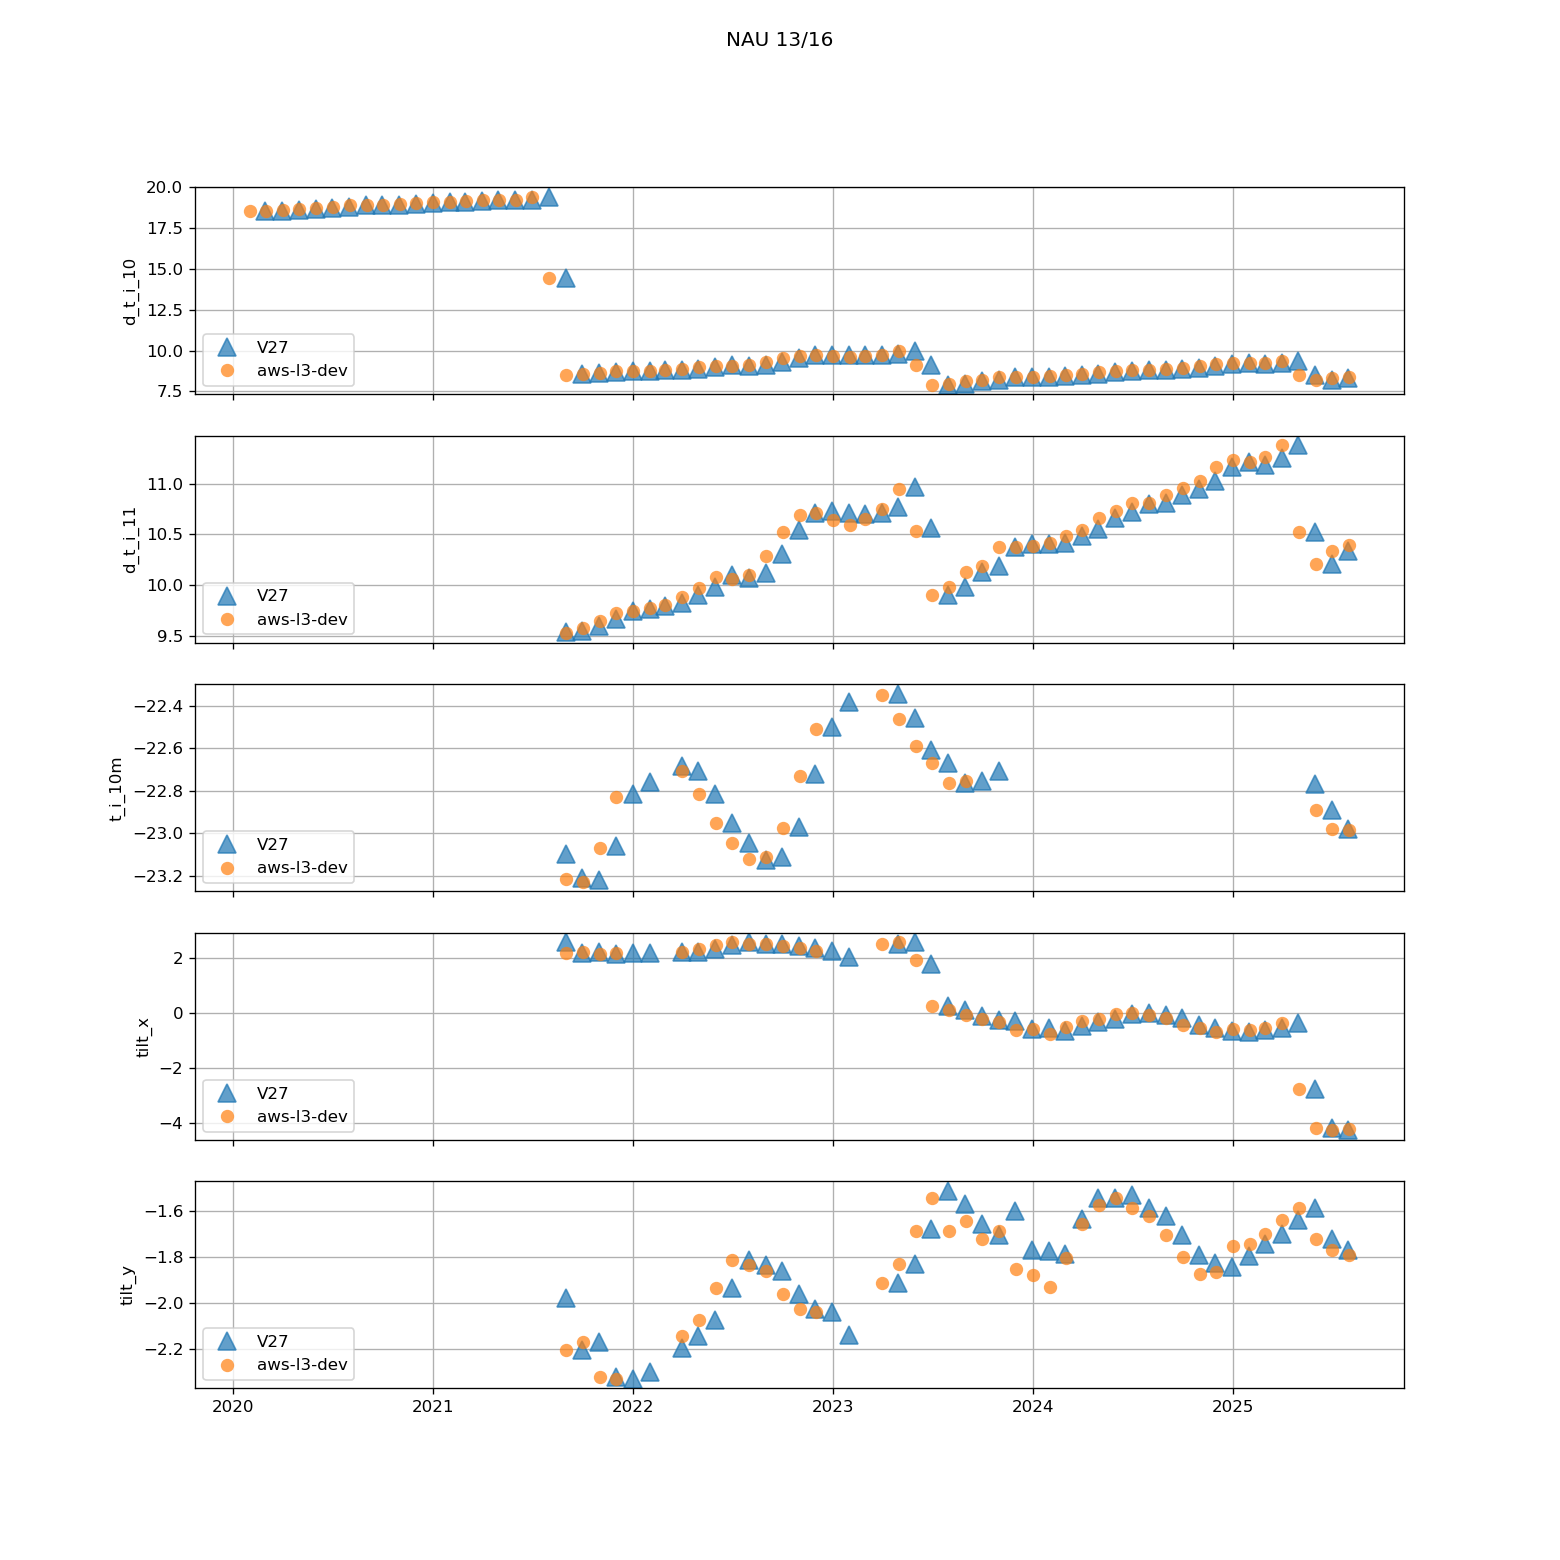 NAU 13/16
20.0
17.5
15.0
12.5
10.0
7.5
d_t_i_10
V27
aws-l3-dev
11.0
10.5
10.0
9.5
d_t_i_11
V27
aws-l3-dev
−22.4
−22.6
−22.8
−23.0
−23.2
t_i_10m
V27
aws-l3-dev
2
0
−2
−4
tilt_x
V27
aws-l3-dev
−1.6
−1.8
−2.0
−2.2
tilt_y
V27
aws-l3-dev
2020 2021 2022 2023 2024 2025